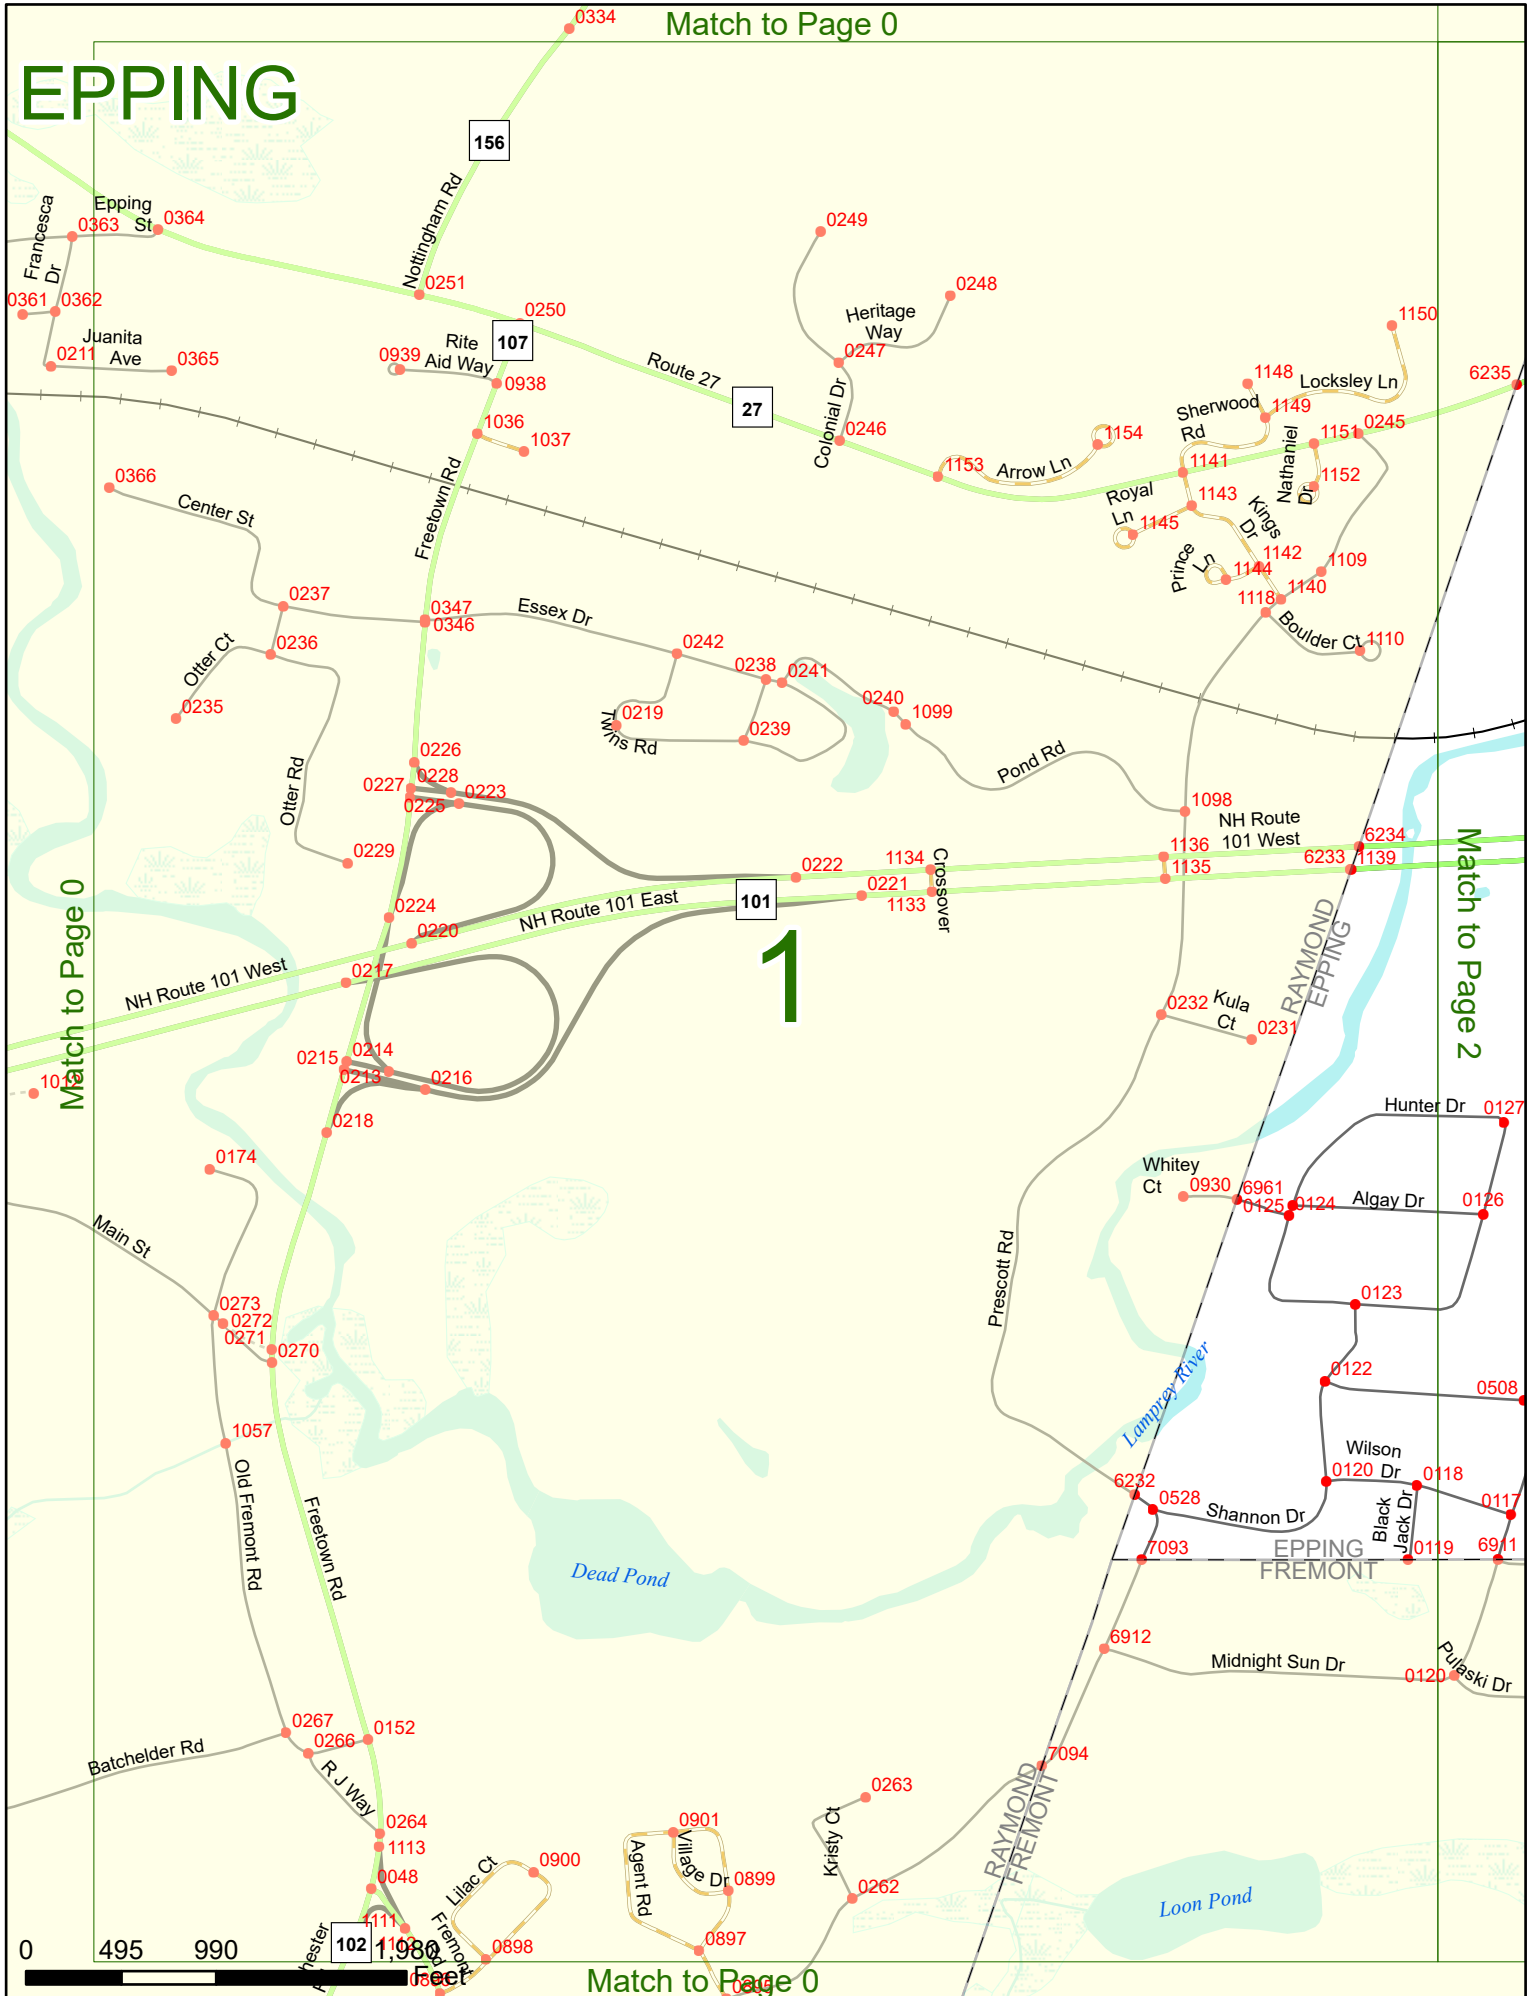 Match to Page 0
0334
EPPING
156
Nottingham Rd
Francesca
Dr
Epping
St
0363
0364
0361
0362
0251
0250
107
Juanita
Ave
0211
0365
0939
Rite
Aid Way
0938
1036
1037
Freetown Rd
0249
0248
Heritage
Way
0247
Route 27
27
Colonial Dr
0246
1153
Arrow Ln
1154
1150
1148
Locksley Ln
6235
Sherwood
Rd
1149
Nathaniel
Dr
1151
0245
1152
1141
Royal
Ln
1143
1145
Kings
Dr
Prince
Ln
1142
1144
1109
1118
1140
Boulder Ct
1110
0366
Center St
0237
0347
0346
Essex Dr
0236
Otter Ct
0235
0242
0238
0241
0240
1099
0219
Twins Rd
0239
Pond Rd
Otter Rd
0226
0227
0228
0223
0225
0229
1098
NH Route
101 West
1136
1135
6234
6233
1139
0222
1134
Crossover
0221
1133
101
NH Route 101 East
0224
0220
0217
NH Route 101 West
Match to Page 0
1
RAYMOND
EPPING
Match to Page 2
0232
Kula
Ct
0231
0215
0214
0213
0216
0218
0174
Hunter Dr
0127
Whitey
Ct
0930
6961
0125
0124
Algay Dr
0126
Main St
0273
0272
0271
0270
Prescott Rd
0123
0122
0508
Lamprey River
1057
Old Fremont Rd
Freetown Rd
Wilson
Dr
0120
0118
0117
6232
0528
Shannon Dr
Black
Jack Dr
7093
EPPING
FREMONT
0119
6911
Dead Pond
6912
Midnight Sun Dr
0120
Pulaski Dr
0267
0266
0152
Batchelder Rd
R J Way
7094
RAYMOND
FREMONT
0263
0264
1113
0901
Village Dr
Agent Rd
Kristy Ct
0048
Lilac Ct
0900
0899
0262
Loon Pond
1111
Fremont
0898
0897
102
0
495
990
1,980
Feet
Match to Page 0
0895